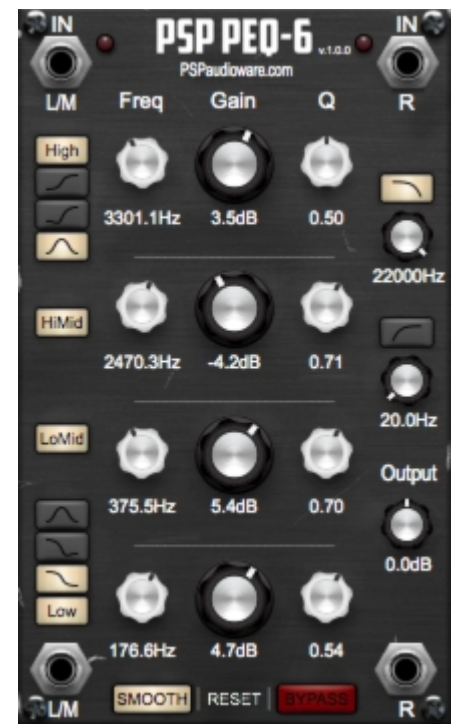 IN PSP PEQ-6 v.1.0.0 IN
PSPaudioware.com
L/M Freq Gain Q R
High
3301.1Hz 3.5dB 0.50
22000Hz
HiMid
2470.3Hz -4.2dB 0.71
20.0Hz
LoMid
Output
375.5Hz 5.4dB 0.70
0.0dB
Low
176.6Hz 4.7dB 0.54
L/M SMOOTH RESET BYPASS R